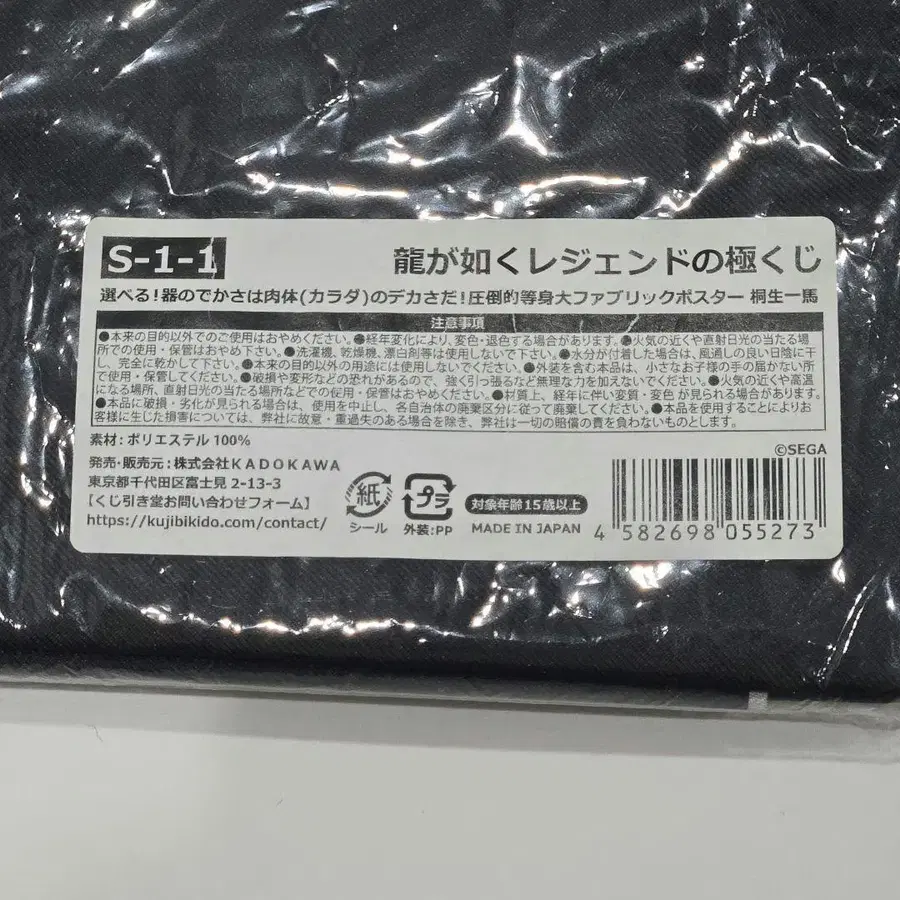 S-1-1
龍が如くレジェンドの極くじ
選べる!器のでかさは肉体(カラダ)のデカさだ!圧倒的等身大ファブリックポスター 桐生一馬
注意事項
●本来の目的以外でのご使用はおやめください。●経年変化により、変色・退色する場合があります。●火気の近くや直射日光の当たる場
所での使用・保管はおやめ下さい。●洗濯機、乾燥機、漂白剤等は使用しないで下さい。●水分が付着した場合は、風通しの良い日陰に干
し、完全に乾かして下さい。●本来の目的以外の用途には使用しないでください。●外装を含む本品は、小さなお子様の手の届かない所
で使用・保管してください。●破損や変形などの恐れがあるので、強く引っ張るなど無理な力を加えないでください。●火気の近くや高温
になる場所、直射日光の当たる場所などでの使用・保管はおやめください。●材質上、経年に伴い変質・変色が見られる場合があります。
●本品に破損・劣化が見られる場合は、使用を中止し、各自治体の廃棄区分に従って廃棄してください。●本品を使用することによりお
客様に生じた損害については、弊社に故意・重過失のある場合を除き、弊社は一切の賠償の責を負わないものとします。
素材:ポリエステル 100%
©SEGA
発売・販売元:株式会社KADOKAWA
東京都千代田区富士見 2-13-3
【くじ引き堂お問い合わせフォーム】
https://kujibikido.com/contact/
紙
シール
プラ
外装:PP
対象年齢15歳以上
MADE IN JAPAN
4 582698 055273